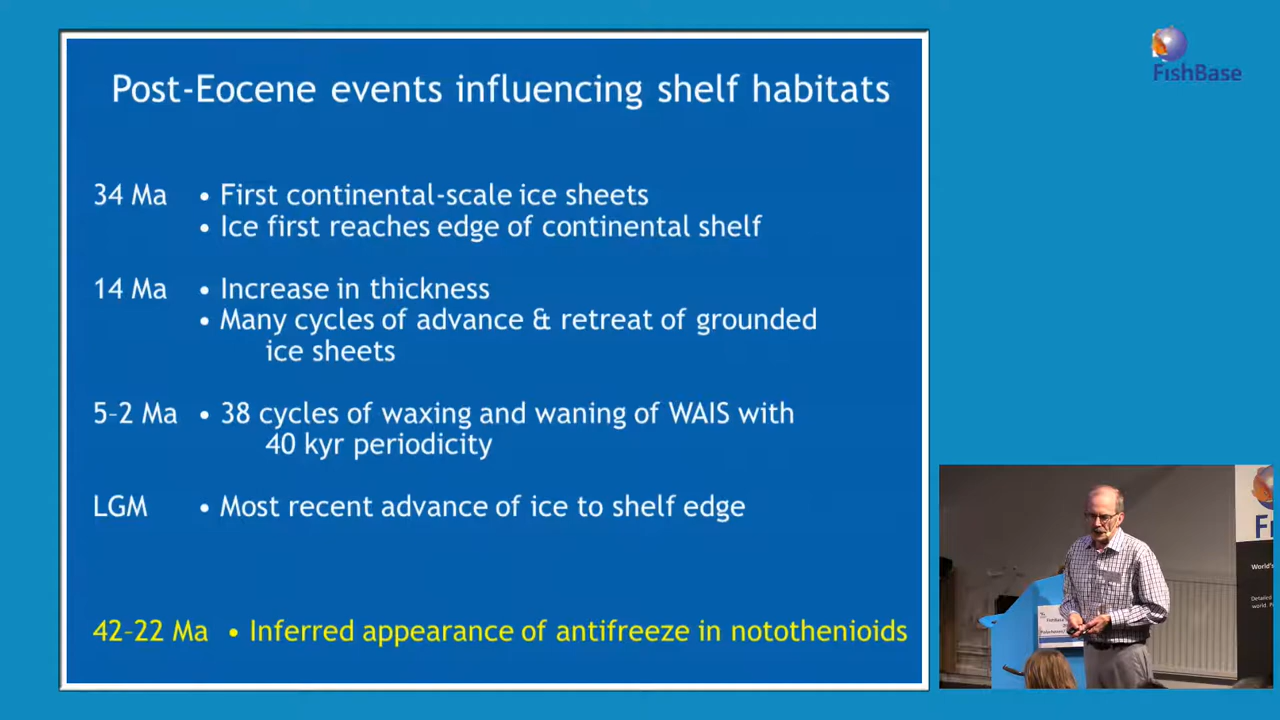 Post-Eocene events influencing shelf habitats
FishBase
34 Ma • First continental-scale ice sheets
• Ice first reaches edge of continental shelf
14 Ma • Increase in thickness
• Many cycles of advance & retreat of grounded
ice sheets
5–2 Ma • 38 cycles of waxing and waning of WAIS with
40 kyr periodicity
LGM • Most recent advance of ice to shelf edge
42–22 Ma • Inferred appearance of antifreeze in notothenioids
World's
Detailed
FishBase